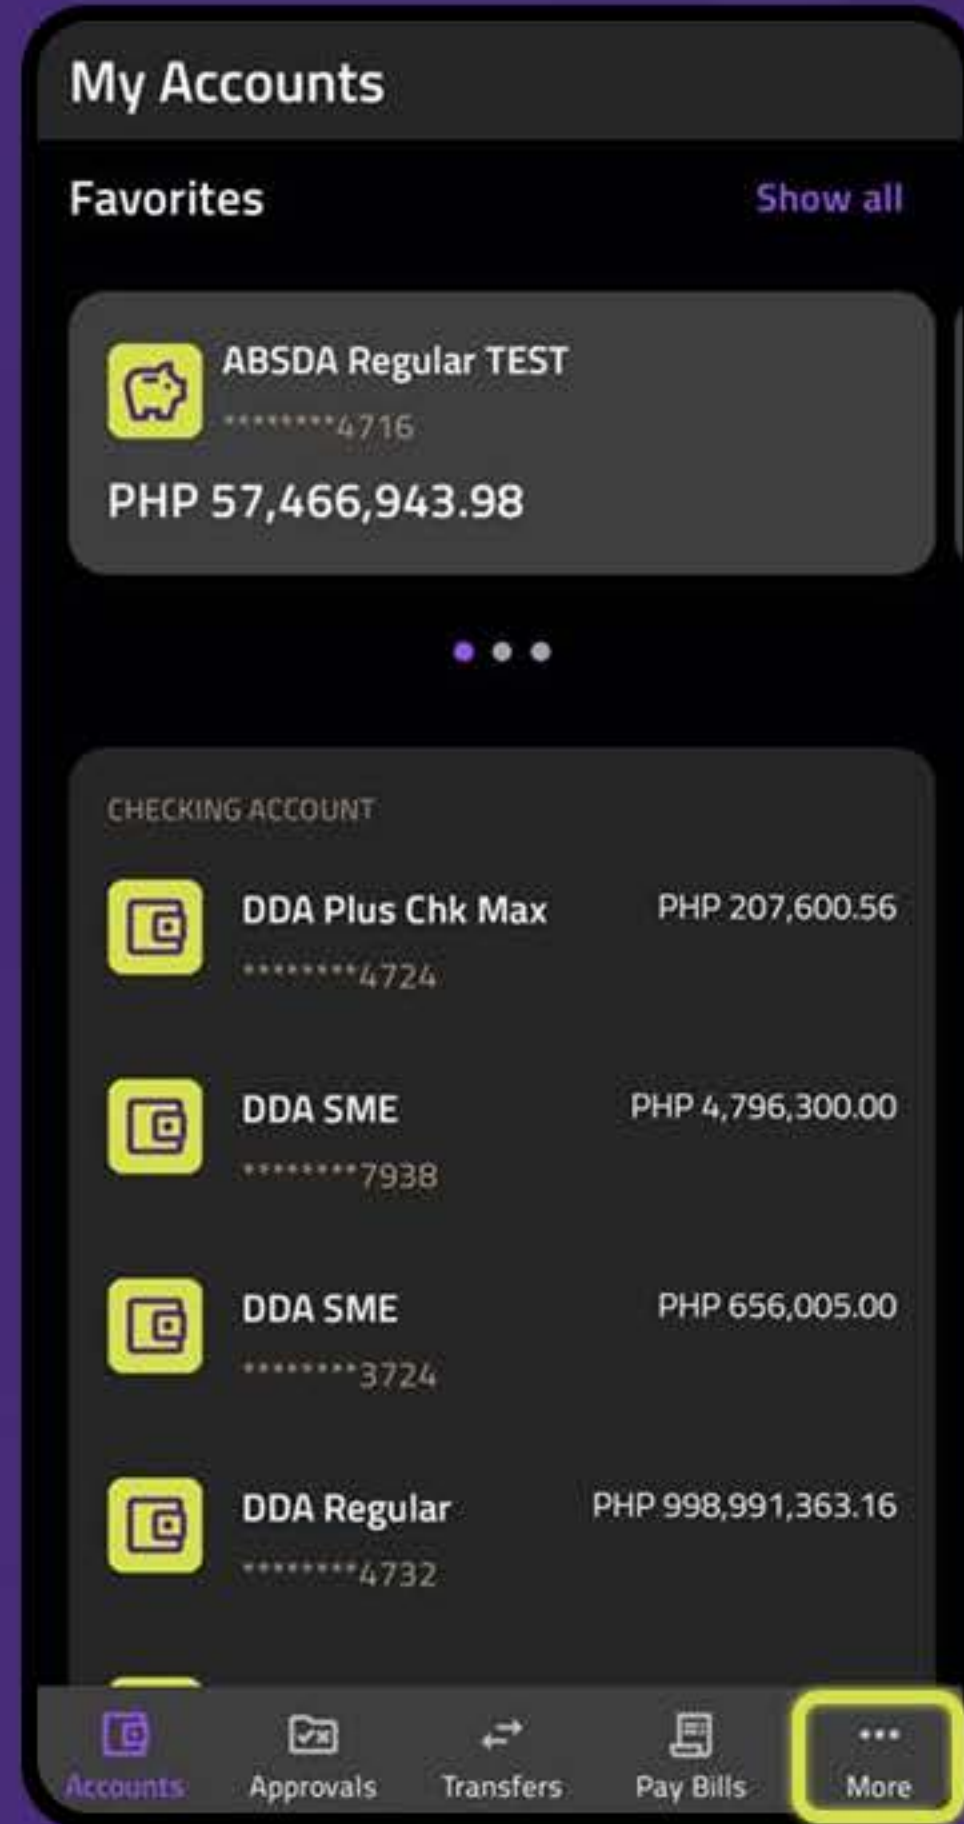 My Accounts
Favorites
Show all
ABSDA Regular TEST
********4716
PHP 57,466,943.98
CHECKING ACCOUNT
DDA Plus Chk Max
PHP 207,600.56
********4724
DDA SME
PHP 4,796,300.00
********7938
DDA SME
PHP 656,005.00
********3724
DDA Regular
PHP 998,991,363.16
********4732
Accounts
Approvals
Transfers
Pay Bills
More